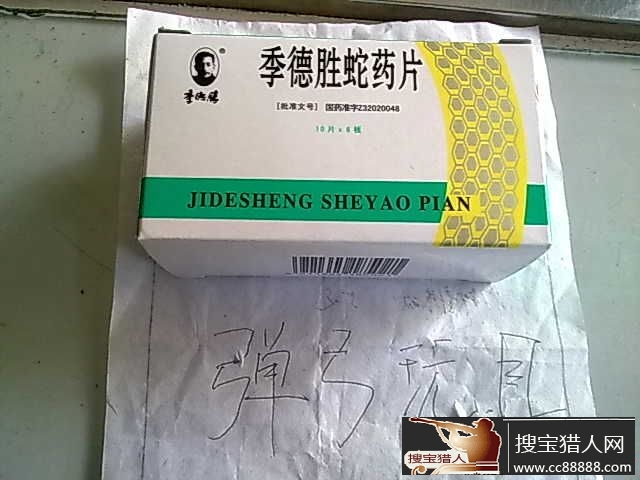 季德胜蛇药片
季德勝
®
[批准文号] 国药准字Z32020048
10片×6板
JIDESHENG SHEYAO PIAN
弹弓玩具
搜宝猎人
搜宝猎人网
www.cc88888.com